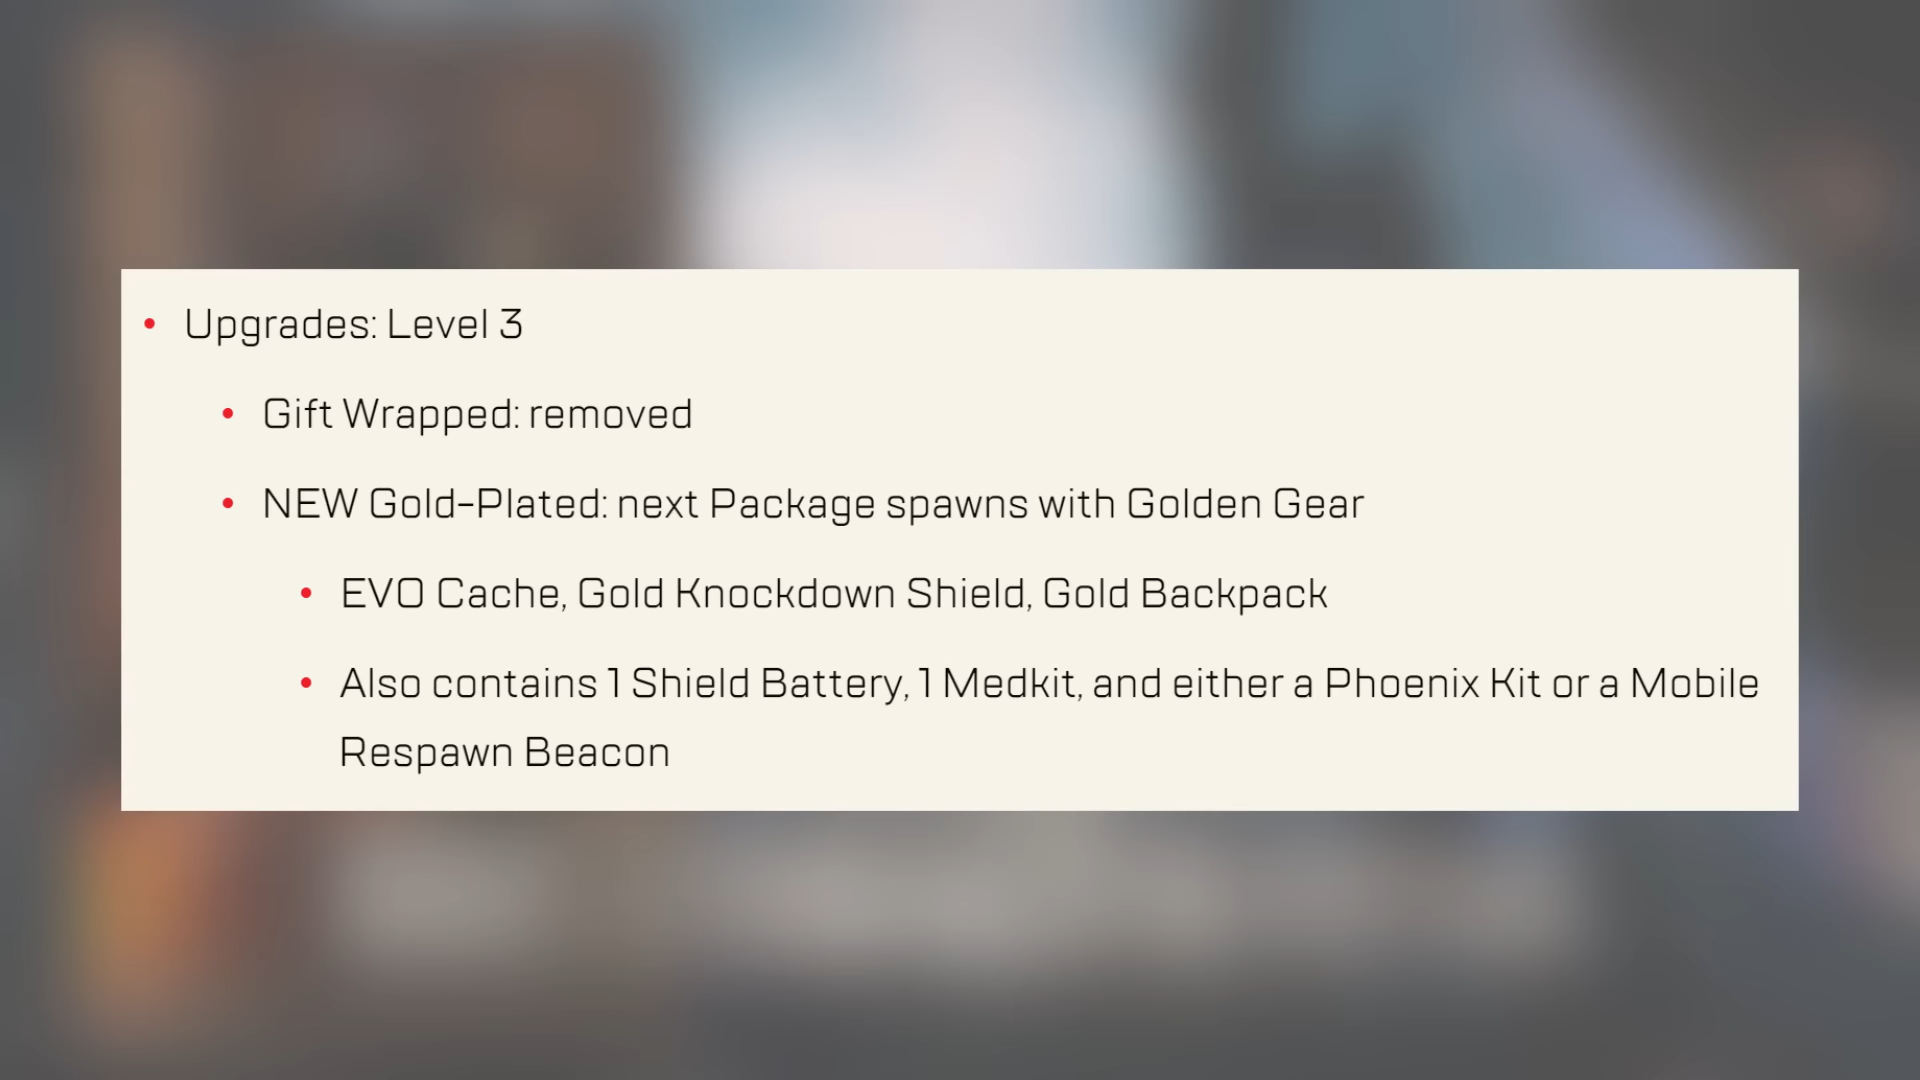 Upgrades: Level 3
Gift Wrapped: removed
NEW Gold-Plated: next Package spawns with Golden Gear
EVO Cache, Gold Knockdown Shield, Gold Backpack
Also contains 1 Shield Battery, 1 Medkit, and either a Phoenix Kit or a Mobile
Respawn Beacon